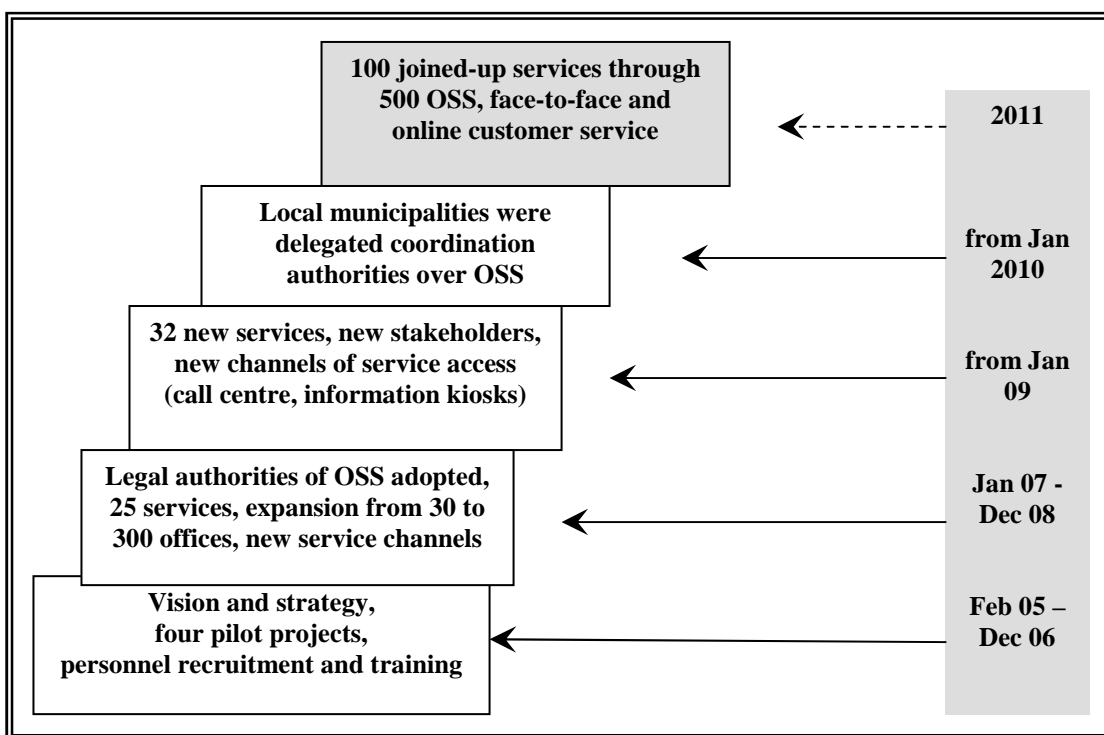 100 joined-up services through
500 OSS, face-to-face and
online customer service
2011
Local municipalities were
delegated coordination
authorities over OSS
from Jan
2010
32 new services, new stakeholders,
new channels of service access
(call centre, information kiosks)
from Jan
09
Legal authorities of OSS adopted,
25 services, expansion from 30 to
300 offices, new service channels
Jan 07 -
Dec 08
Vision and strategy,
four pilot projects,
personnel recruitment and training
Feb 05 –
Dec 06